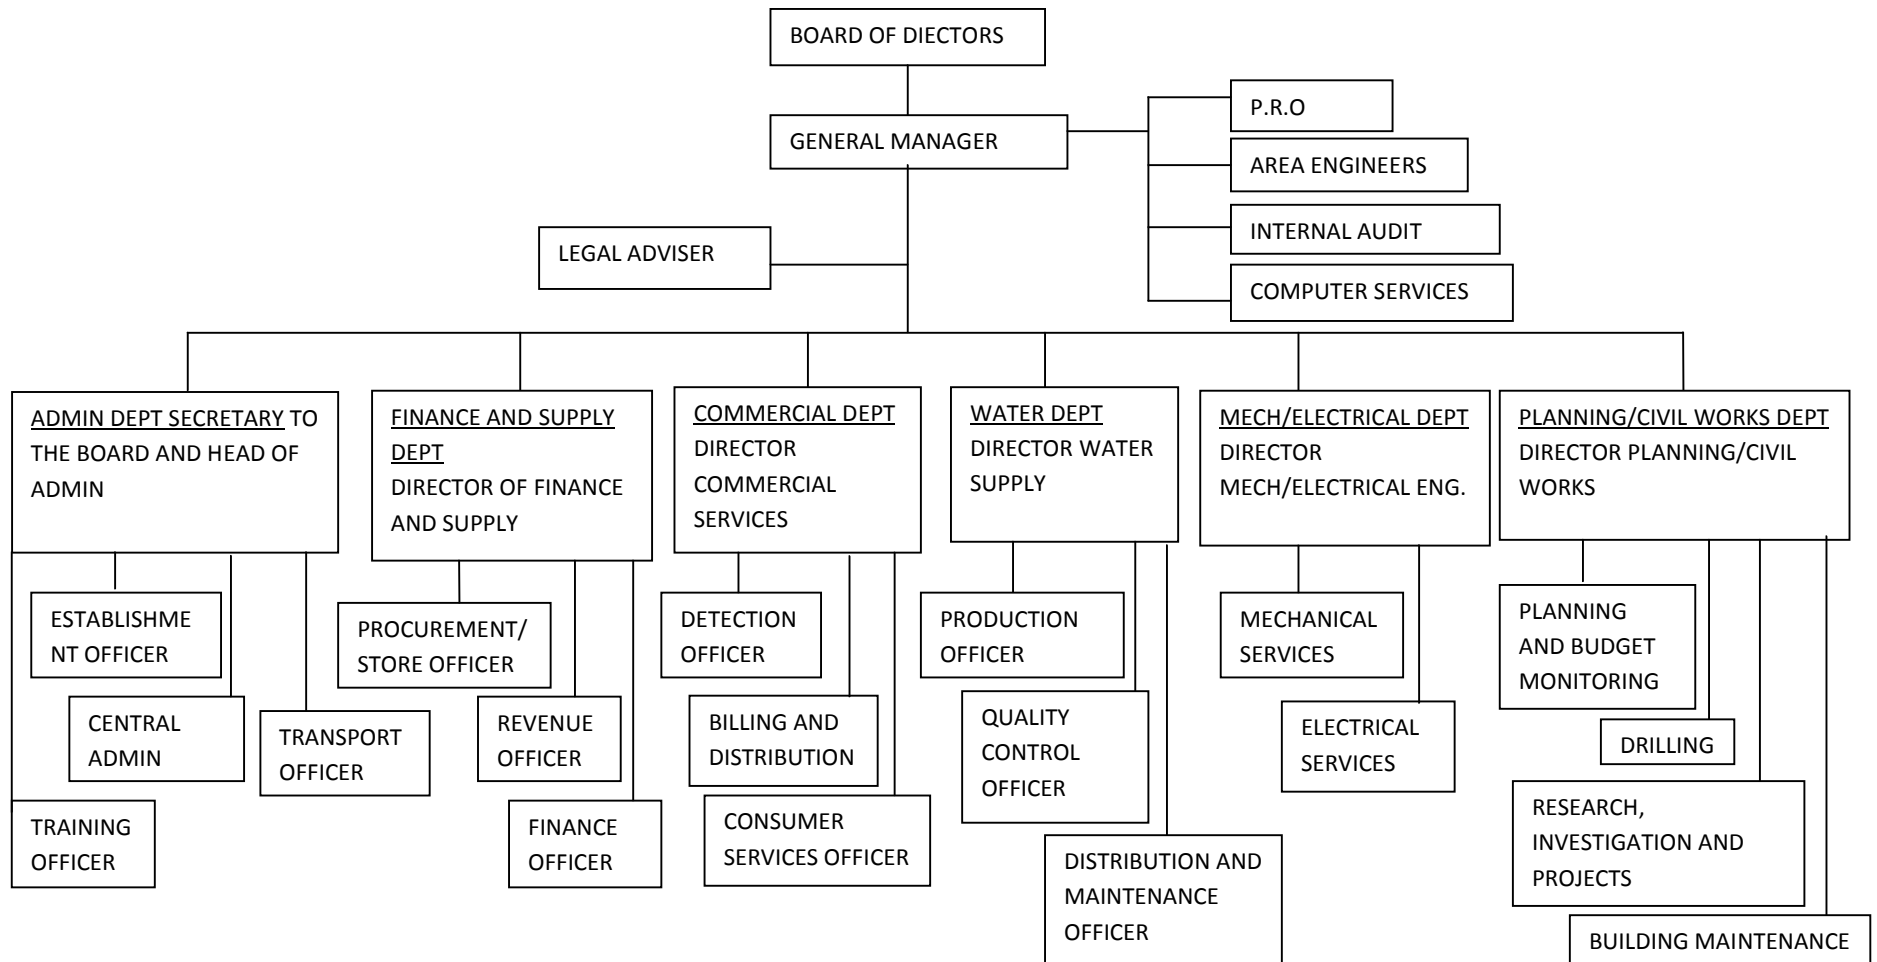 BOARD OF DIECTORS
GENERAL MANAGER
P.R.O
AREA ENGINEERS
INTERNAL AUDIT
COMPUTER SERVICES
LEGAL ADVISER
ADMIN DEPT SECRETARY TO
THE BOARD AND HEAD OF
ADMIN
FINANCE AND SUPPLY
DEPT
DIRECTOR OF FINANCE
AND SUPPLY
COMMERCIAL DEPT
DIRECTOR
COMMERCIAL
SERVICES
WATER DEPT
DIRECTOR WATER
SUPPLY
MECH/ELECTRICAL DEPT
DIRECTOR
MECH/ELECTRICAL ENG.
PLANNING/CIVIL WORKS DEPT
DIRECTOR PLANNING/CIVIL
WORKS
ESTABLISHME
NT OFFICER
CENTRAL
ADMIN
TRANSPORT
OFFICER
TRAINING
OFFICER
PROCUREMENT/
STORE OFFICER
REVENUE
OFFICER
FINANCE
OFFICER
DETECTION
OFFICER
BILLING AND
DISTRIBUTION
CONSUMER
SERVICES OFFICER
PRODUCTION
OFFICER
QUALITY
CONTROL
OFFICER
DISTRIBUTION AND
MAINTENANCE
OFFICER
MECHANICAL
SERVICES
ELECTRICAL
SERVICES
PLANNING
AND BUDGET
MONITORING
DRILLING
RESEARCH,
INVESTIGATION AND
PROJECTS
BUILDING MAINTENANCE